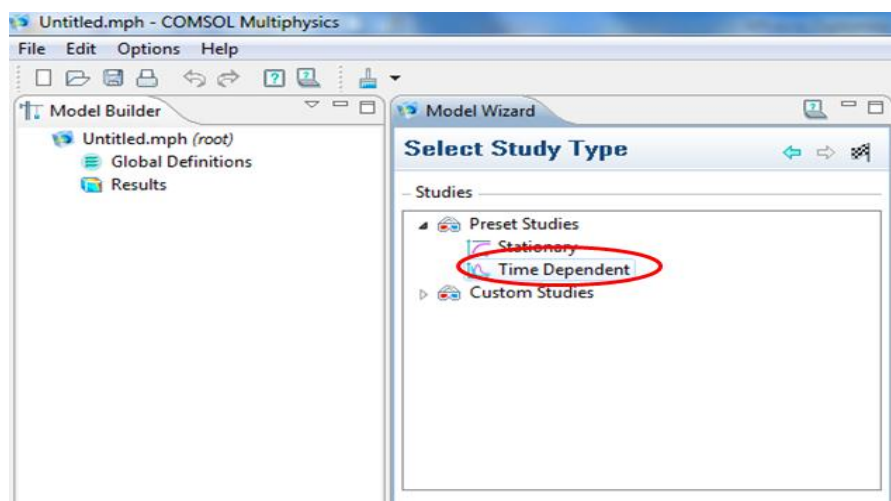 Untitled.mph - COMSOL Multiphysics
File Edit Options Help
Model Builder
Untitled.mph (root)
Global Definitions
Results
Model Wizard
Select Study Type
Studies
Preset Studies
Stationary
Time Dependent
Custom Studies